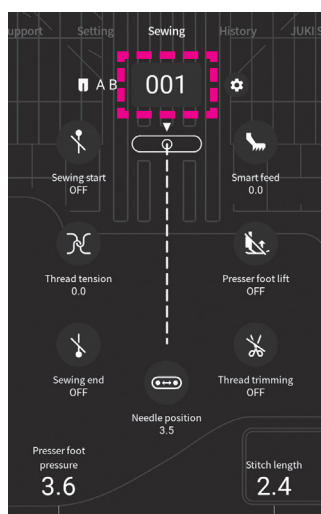 upport Setting Sewing History JUKI S
A B 001
Sewing start
OFF
Smart feed
0.0
Thread tension
0.0
Presser foot lift
OFF
Sewing end
OFF
Thread trimming
OFF
Needle position
3.5
Presser foot
pressure
3.6
Stitch length
2.4